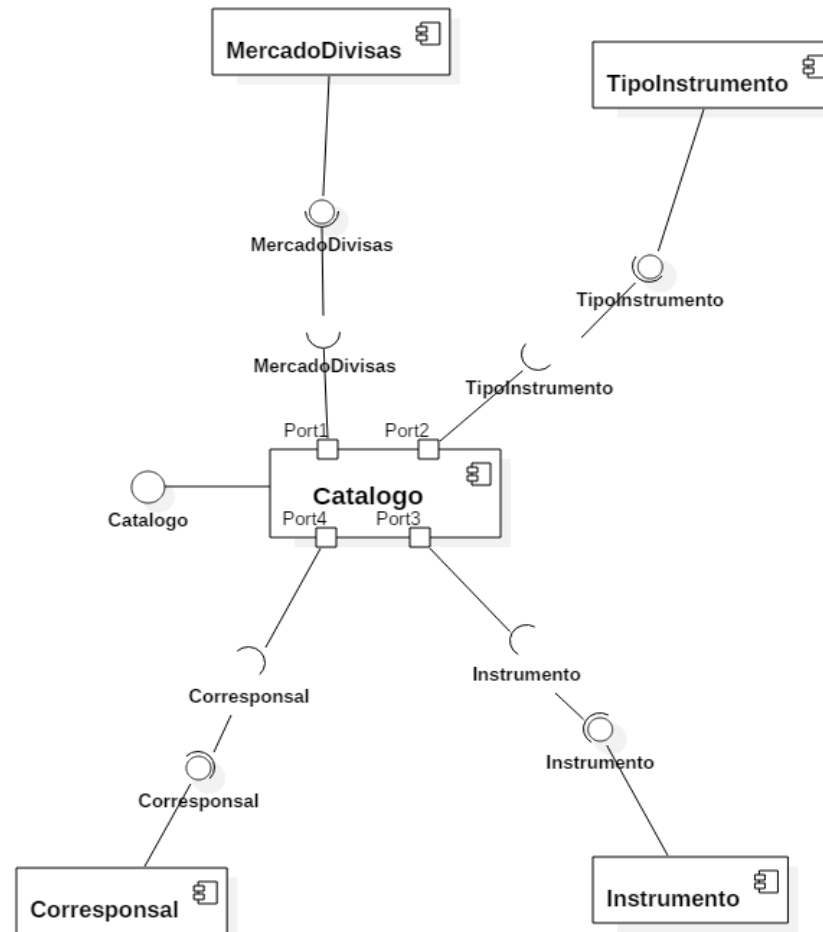 MercadoDivisas
TipoInstrumento
MercadoDivisas
TipoInstrumento
MercadoDivisas
TipoInstrumento
Port1
Port2
Catalogo
Catalogo
Port4
Port3
Instrumento
Corresponsal
Instrumento
Corresponsal
Instrumento
Corresponsal